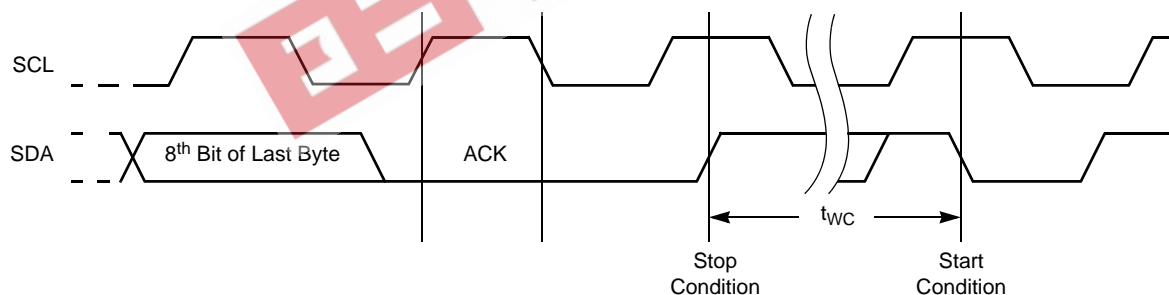 SCL
SDA
8th Bit of Last Byte
ACK
tWC
Stop
Condition
Start
Condition